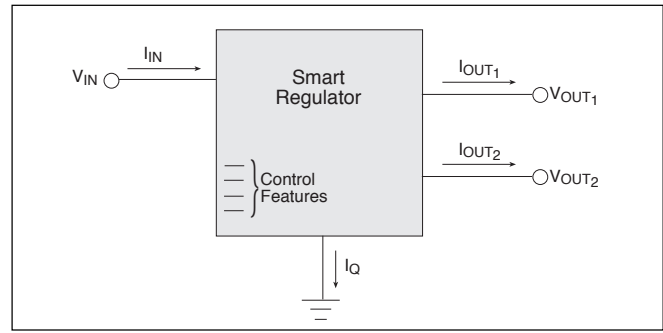 IIN
VIN
Smart
Regulator
IOUT1
VOUT1
IOUT2
VOUT2
Control
Features
IQ